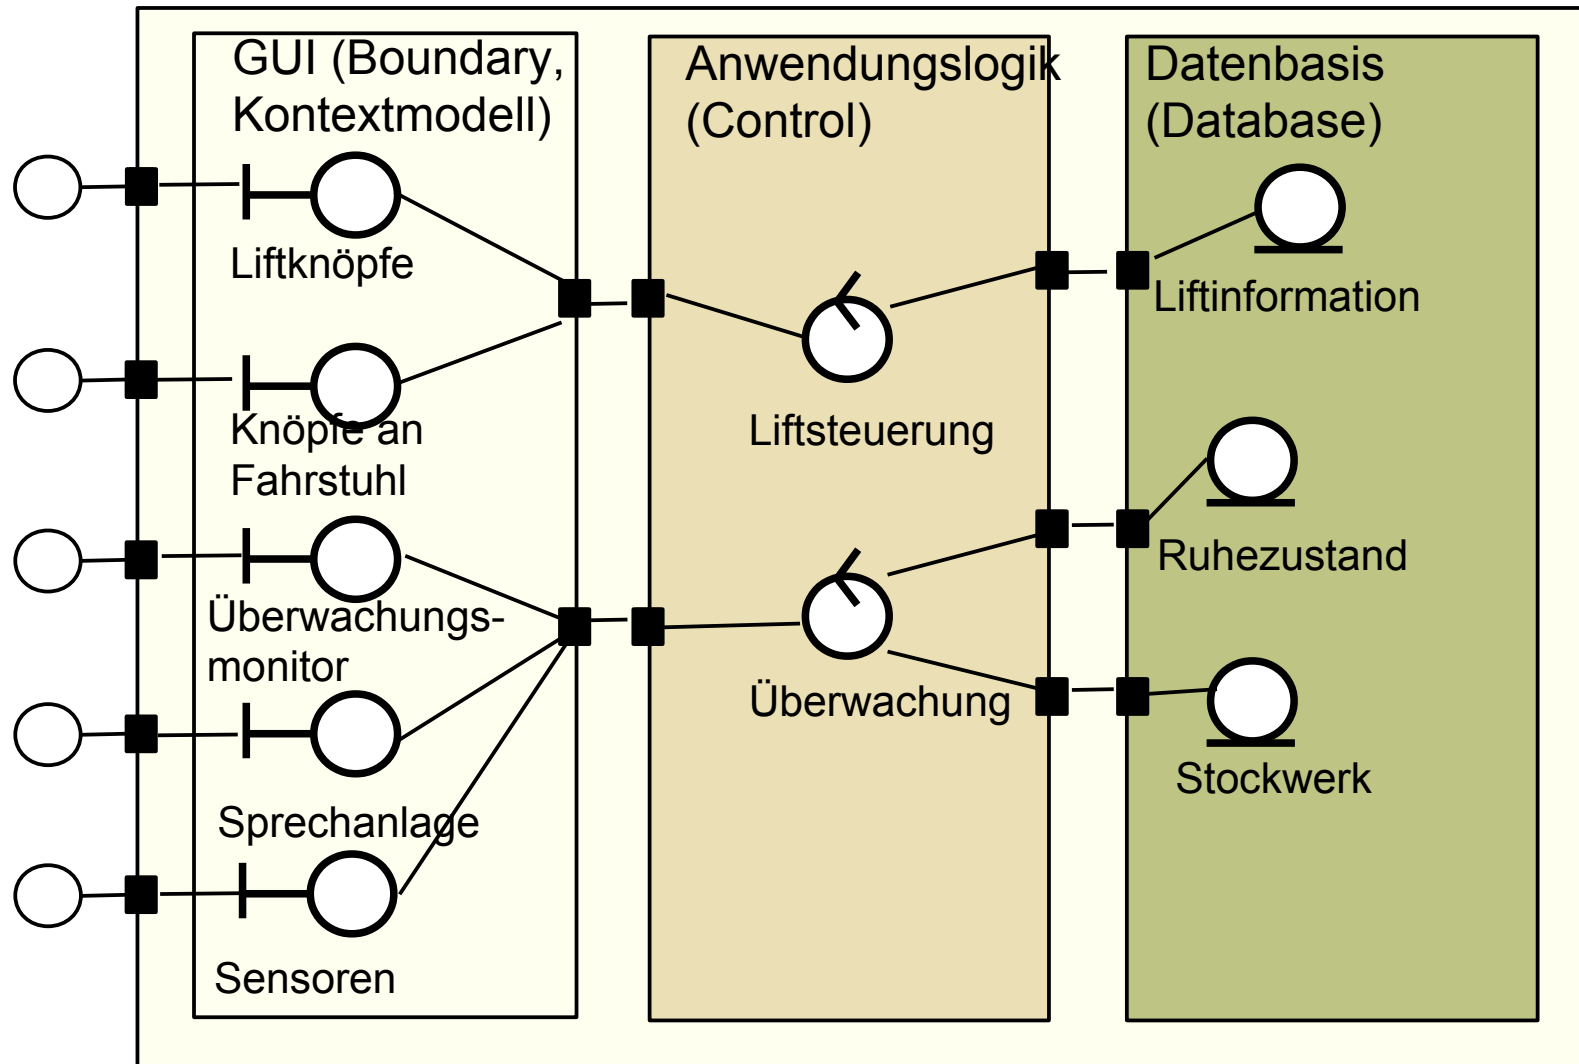 GUI (Boundary,
Kontextmodell)
Liftknöpfe
Knöpfe an
Fahrstuhl
Überwachungs-
monitor
Sprechanlage
Sensoren
Anwendungslogik
(Control)
Liftsteuerung
Überwachung
Datenbasis
(Database)
Liftinformation
Ruhezustand
Stockwerk